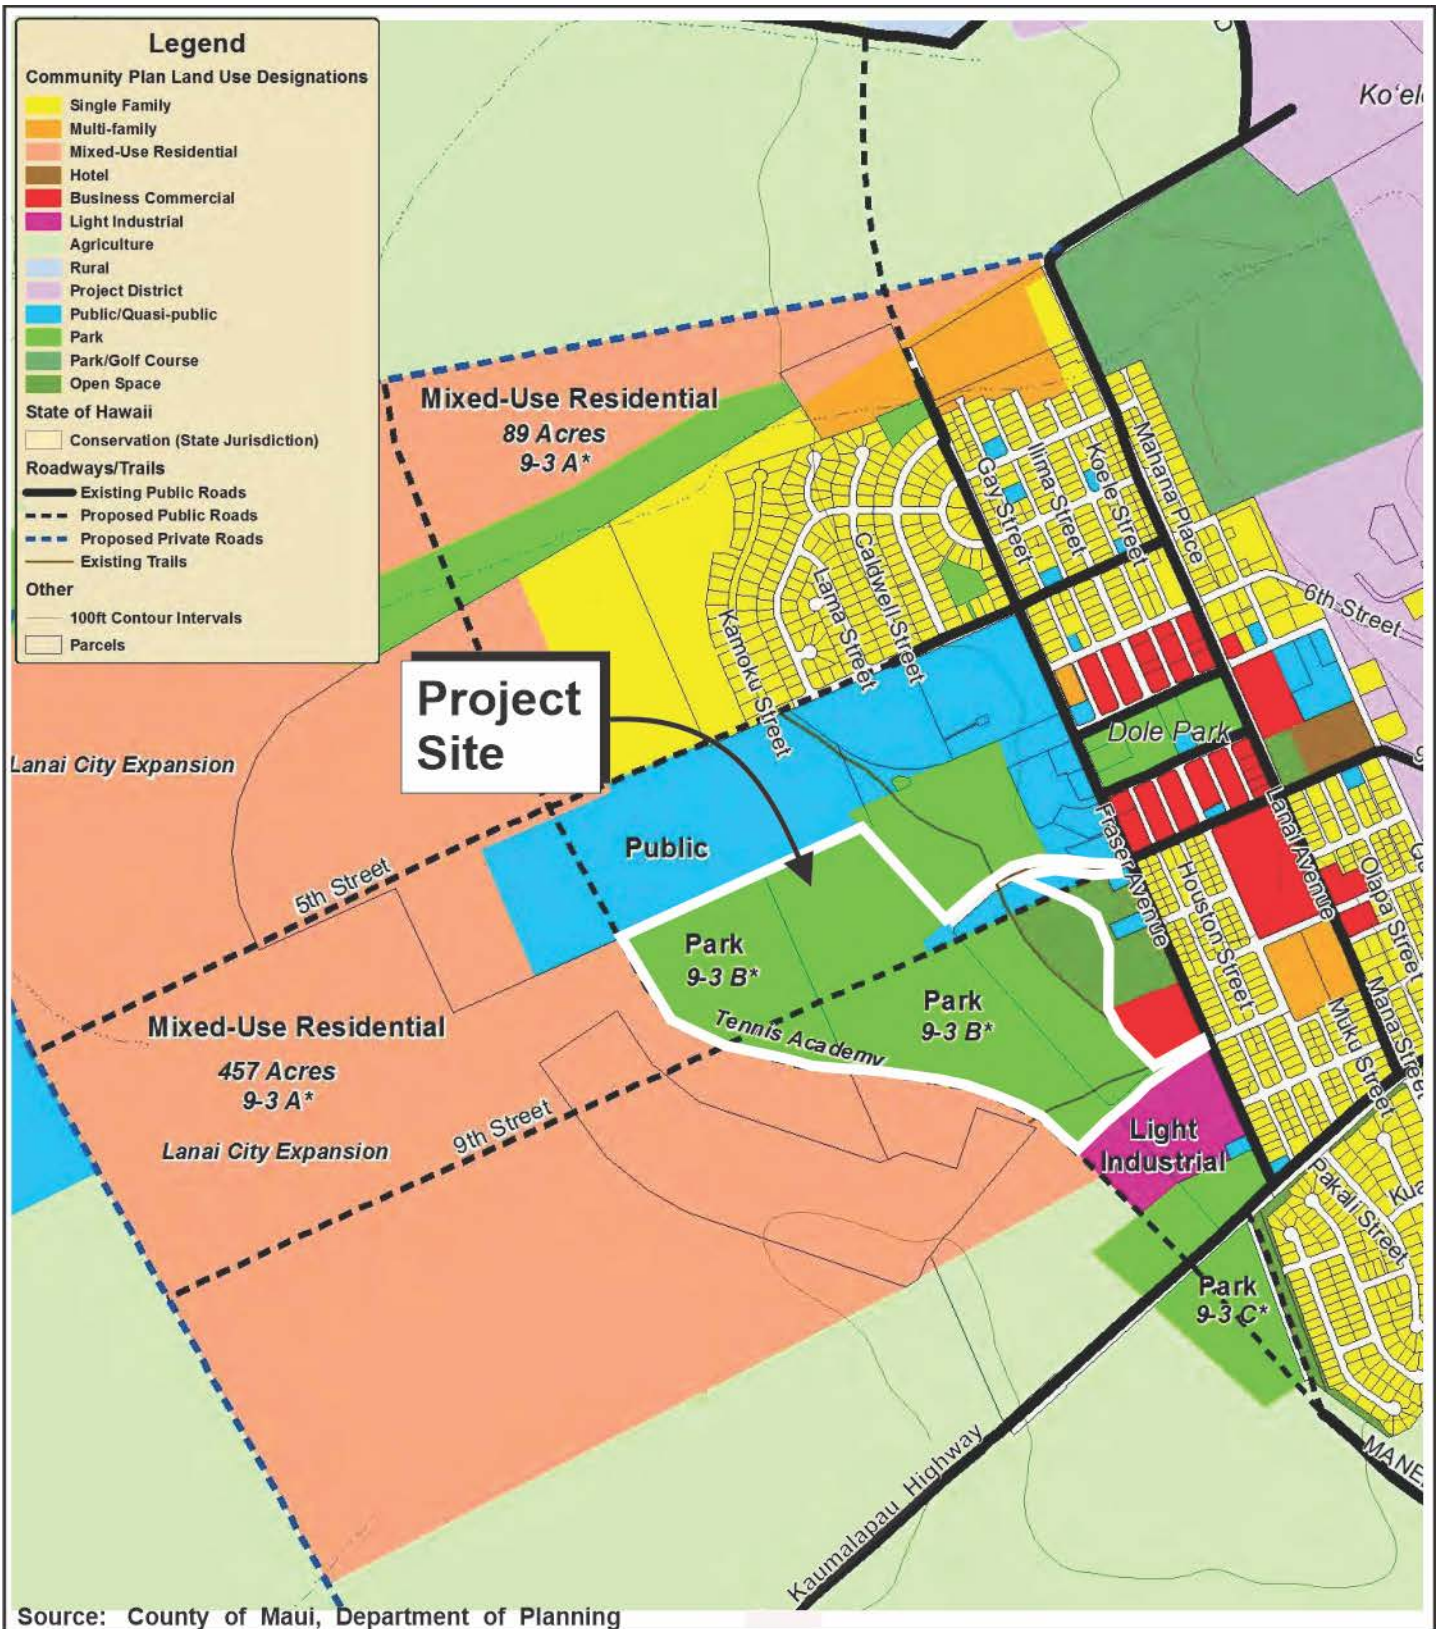 Legend
Community Plan Land Use Designations
Single Family
Multi-family
Mixed-Use Residential
Hotel
Business Commercial
Light Industrial
Agriculture
Rural
Project District
Public/Quasi-public
Park
Park/Golf Course
Open Space
State of Hawaii
Conservation (State Jurisdiction)
Roadways/Trails
Existing Public Roads
Proposed Public Roads
Proposed Private Roads
Existing Trails
Other
100ft Contour Intervals
Parcels
Mixed-Use Residential
89 Acres
9-3 A*
Mahana Place
Koele Street
Ilima Street
Gay Street
Caldwell Street
Lama Street
Kamoku Street
6th Street
Project
Site
Lanai City Expansion
Dole Park
Public
5th Street
Fraser Avenue
Lanai Avenue
Houston Street
Olapa Street
Park
9-3 B*
Park
9-3 B*
Tennis Academy
Mixed-Use Residential
457 Acres
9-3 A*
Lanai City Expansion
9th Street
Muku Street
Mana Street
Light
Industrial
Pakali Street
Park
9-3 C*
Kaumalapau Highway
Source: County of Maui, Department of Planning